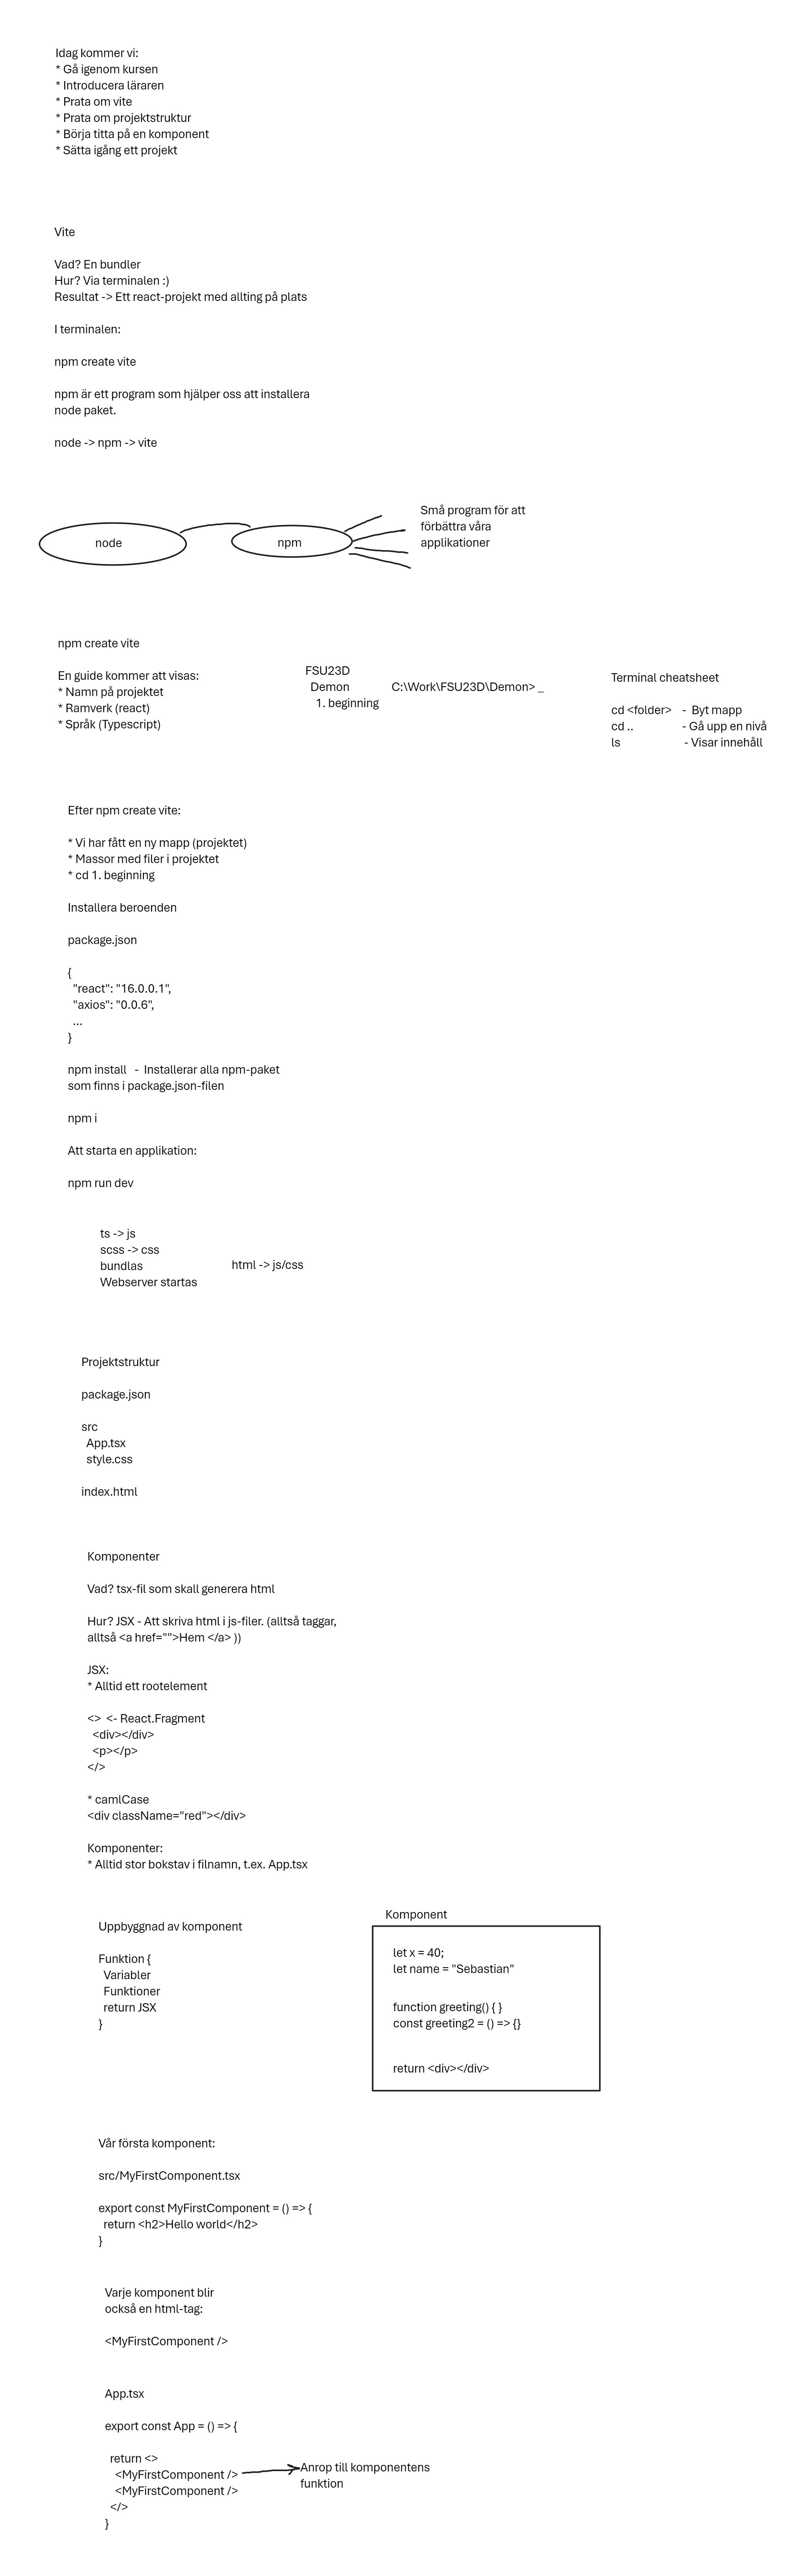 Idag kommer vi:
* Gå igenom kursen
* Introducera läraren
* Prata om vite
* Prata om projektstruktur
* Börja titta på en komponent
* Sätta igång ett projekt
Vite
Vad? En bundler
Hur? Via terminalen :)
Resultat -> Ett react-projekt med allting på plats
I terminalen:
npm create vite
npm är ett program som hjälper oss att installera
node paket.
node -> npm -> vite
node
npm
Små program för att
förbättra våra
applikationer
npm create vite
En guide kommer att visas:
* Namn på projektet
* Ramverk (react)
* Språk (Typescript)
FSU23D
Demon
1. beginning
C:\Work\FSU23D\Demon> _
Terminal cheatsheet
cd <folder> - Byt mapp
cd .. - Gå upp en nivå
ls - Visar innehåll
Efter npm create vite:
* Vi har fått en ny mapp (projektet)
* Massor med filer i projektet
* cd 1. beginning
Installera beroenden
package.json
{
"react": "16.0.0.1",
"axios": "0.0.6",
...
}
npm install - Installerar alla npm-paket
som finns i package.json-filen
npm i
Att starta en applikation:
npm run dev
ts -> js
scss -> css
bundlas
Webserver startas
html -> js/css
Projektstruktur
package.json
src
App.tsx
style.css
index.html
Komponenter
Vad? tsx-fil som skall generera html
Hur? JSX - Att skriva html i js-filer. (alltså taggar,
alltså <a href="">Hem </a> ))
JSX:
* Alltid ett rootelement
<> <- React.Fragment
<div></div>
<p></p>
</>
* camlCase
<div className="red"></div>
Komponenter:
* Alltid stor bokstav i filnamn, t.ex. App.tsx
Uppbyggnad av komponent
Funktion {
Variabler
Funktioner
return JSX
}
Komponent
let x = 40;
let name = "Sebastian"
function greeting() { }
const greeting2 = () => {}
return <div></div>
Vår första komponent:
src/MyFirstComponent.tsx
export const MyFirstComponent = () => {
return <h2>Hello world</h2>
}
Varje komponent blir
också en html-tag:
<MyFirstComponent />
App.tsx
export const App = () => {
return <>
<MyFirstComponent />
<MyFirstComponent />
</>
}
Anrop till komponentens
funktion